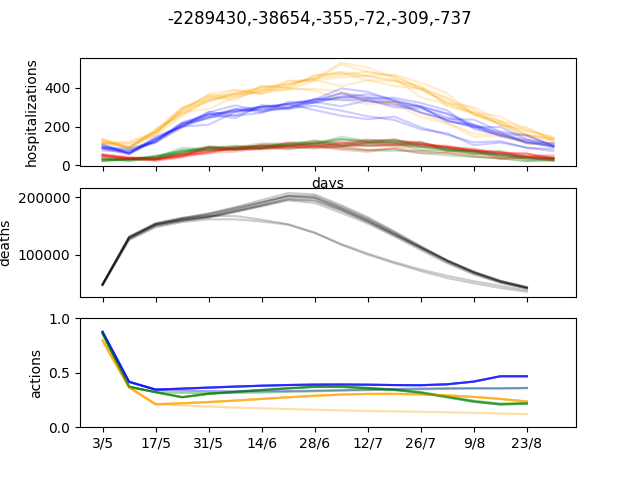 -2289430,-38654,-355,-72,-309,-737
hospitalizations
400
200
0
days
deaths
200000
100000
actions
1.0
0.5
0.0
3/5 17/5 31/5 14/6 28/6 12/7 26/7 9/8 23/8